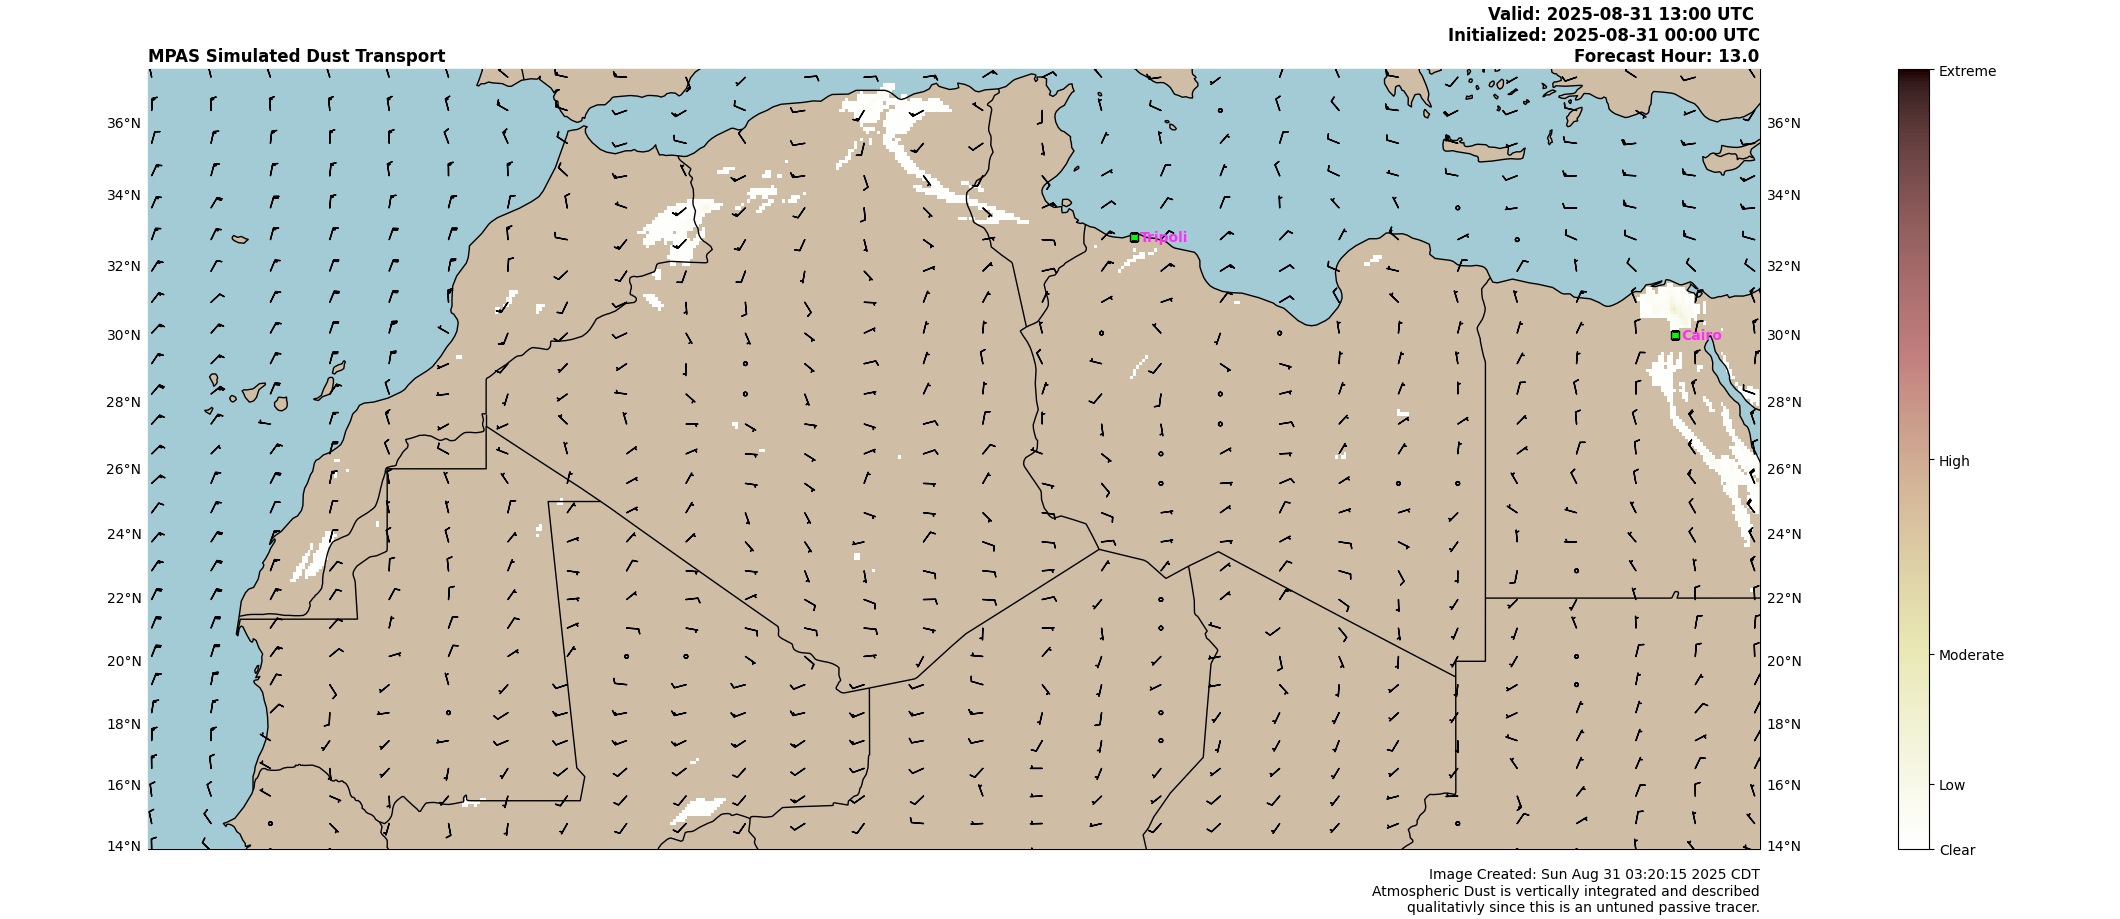 Valid: 2025-08-31 13:00 UTC
Initialized: 2025-08-31 00:00 UTC
MPAS Simulated Dust Transport
Forecast Hour: 13.0
Extreme
36°N
36°N
34°N
34°N
Tripoli
32°N
32°N
30°N
Cairo
30°N
28°N
28°N
26°N
26°N
High
24°N
24°N
22°N
22°N
20°N
20°N
Moderate
18°N
18°N
16°N
16°N
Low
14°N
14°N
Clear
Image Created: Sun Aug 31 03:20:15 2025 CDT
Atmospheric Dust is vertically integrated and described
qualitativly since this is an untuned passive tracer.